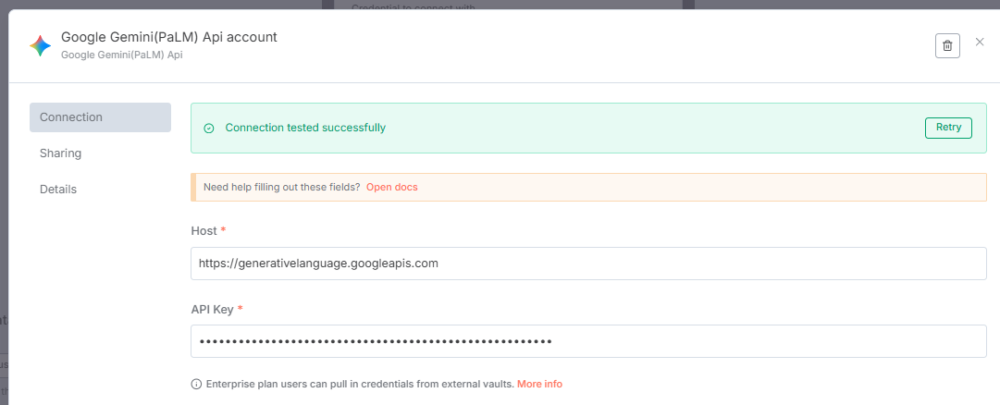 Credential to connect with
Google Gemini(PaLM) Api account
Google Gemini(PaLM) Api
Connection
Sharing
Details
Connection tested successfully
Retry
Need help filling out these fields? Open docs
Host *
https://generativelanguage.googleapis.com
API Key *
••••••••••••••••••••••••••••••••••••••••••••••••••••••
Enterprise plan users can pull in credentials from external vaults. More info